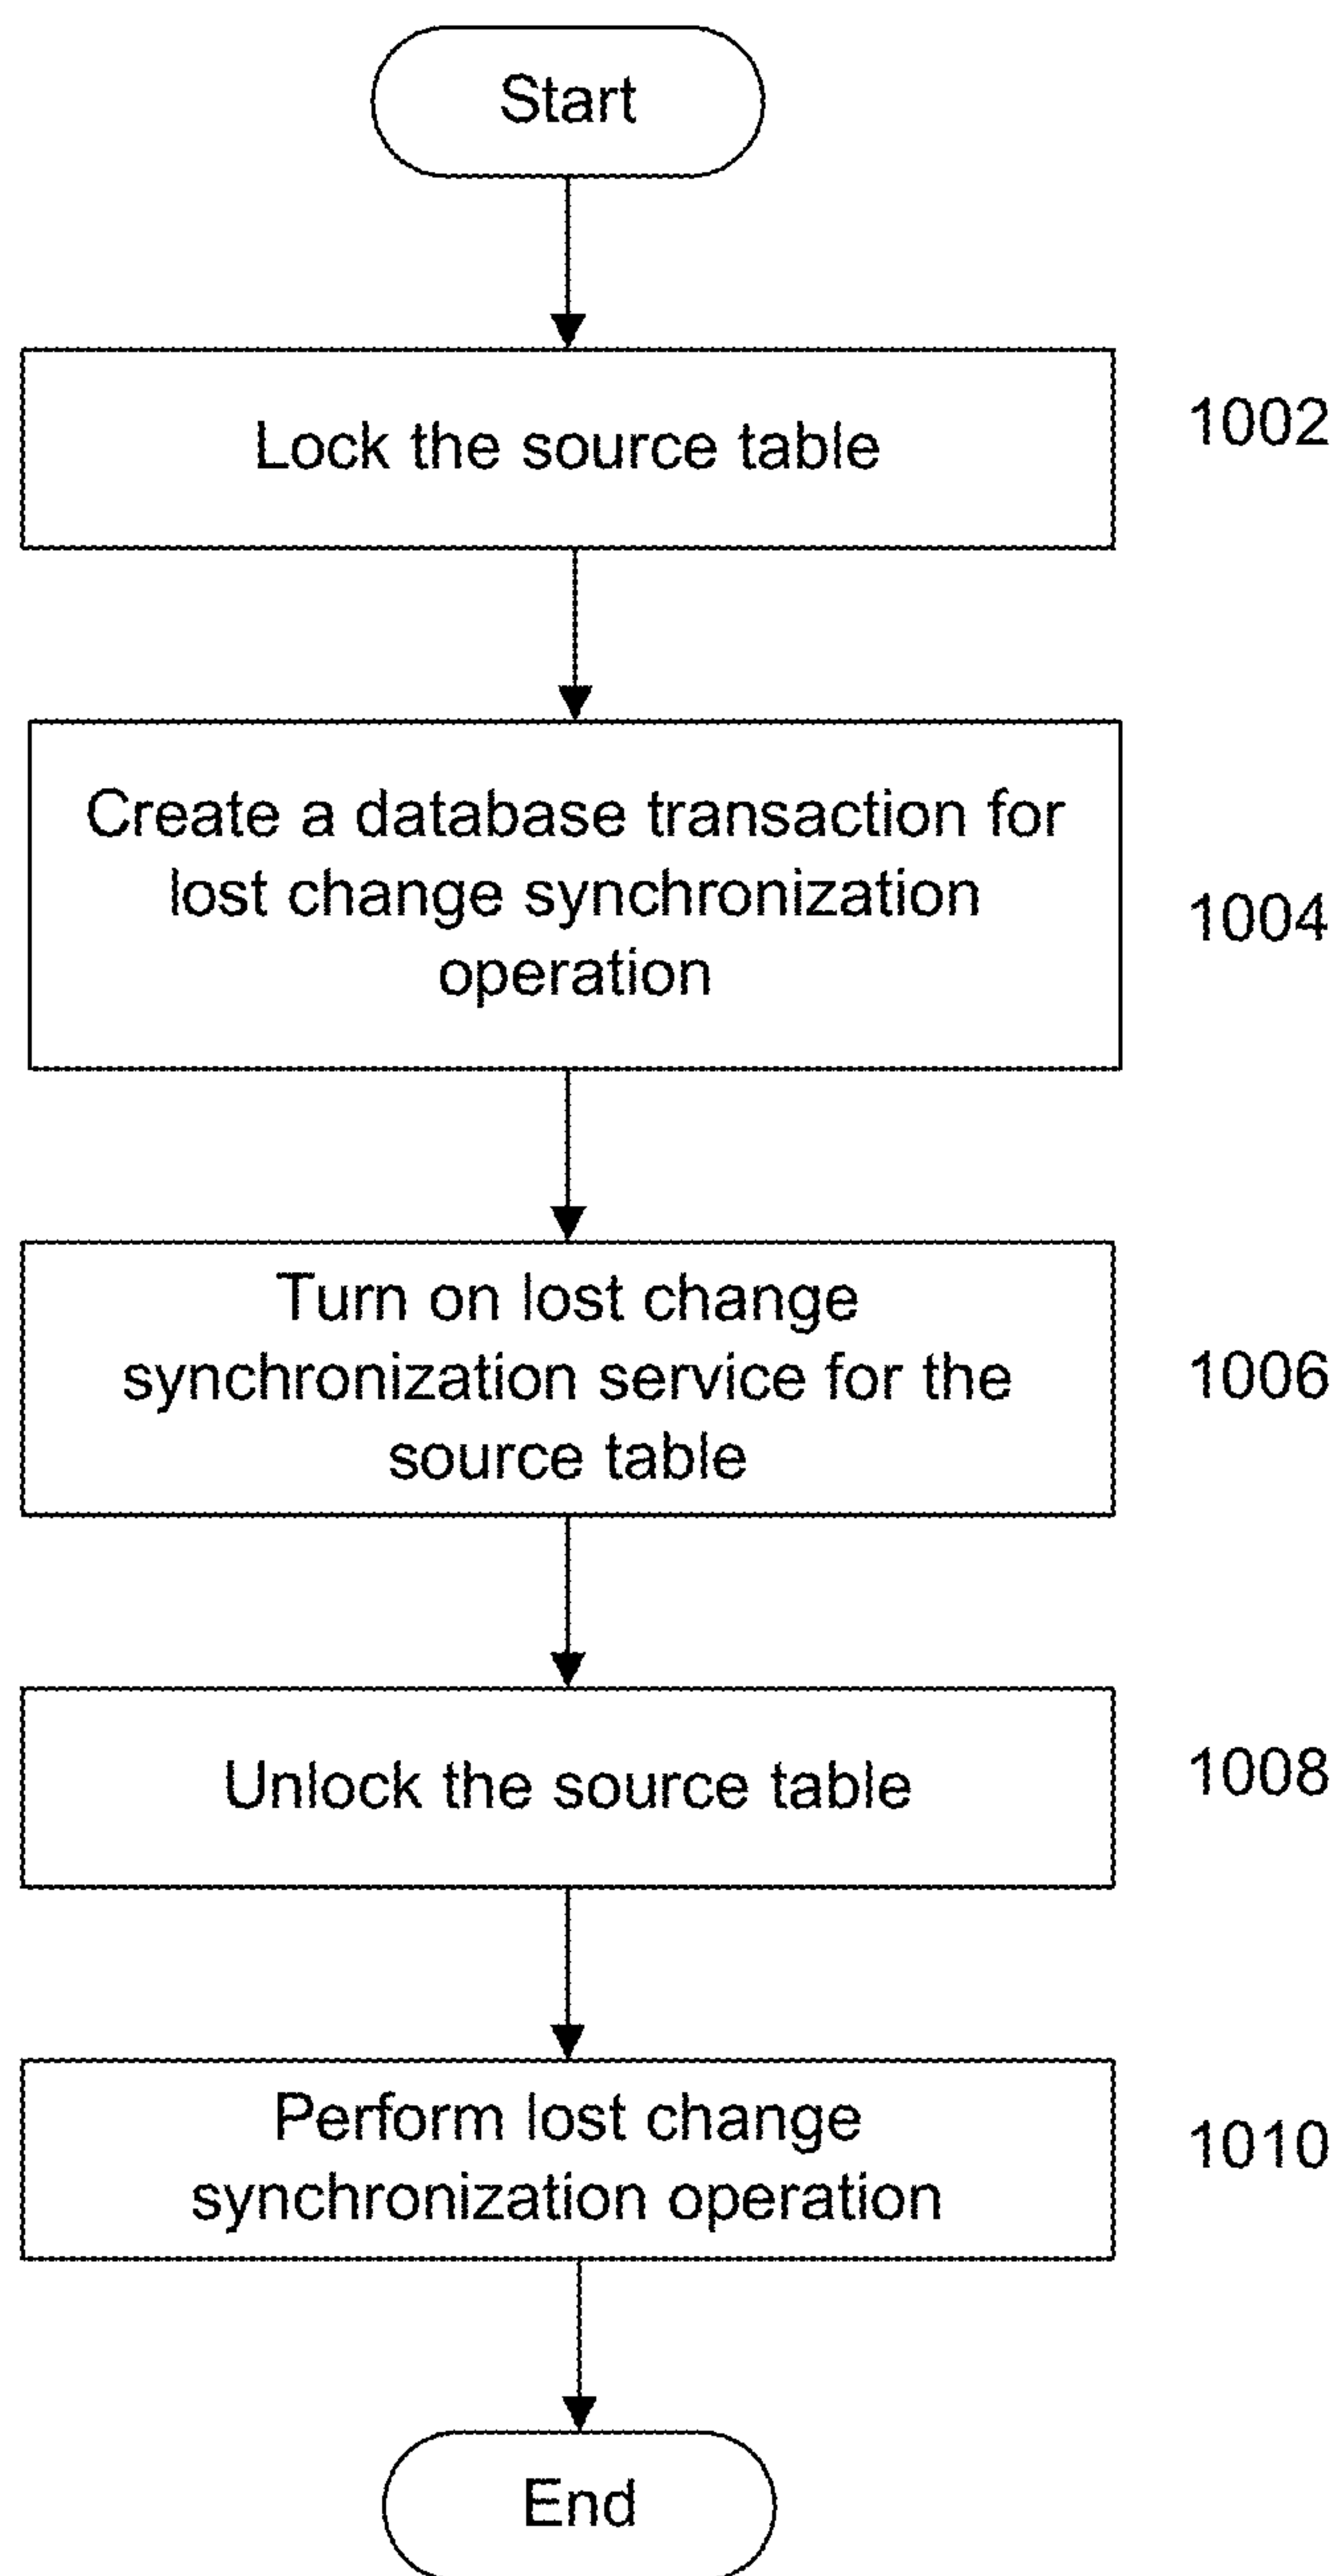 Start
Lock the source table
1002
Create a database transaction for
lost change synchronization
operation
1004
Turn on lost change
synchronization service for the
source table
1006
Unlock the source table
1008
Perform lost change
synchronization operation
1010
End